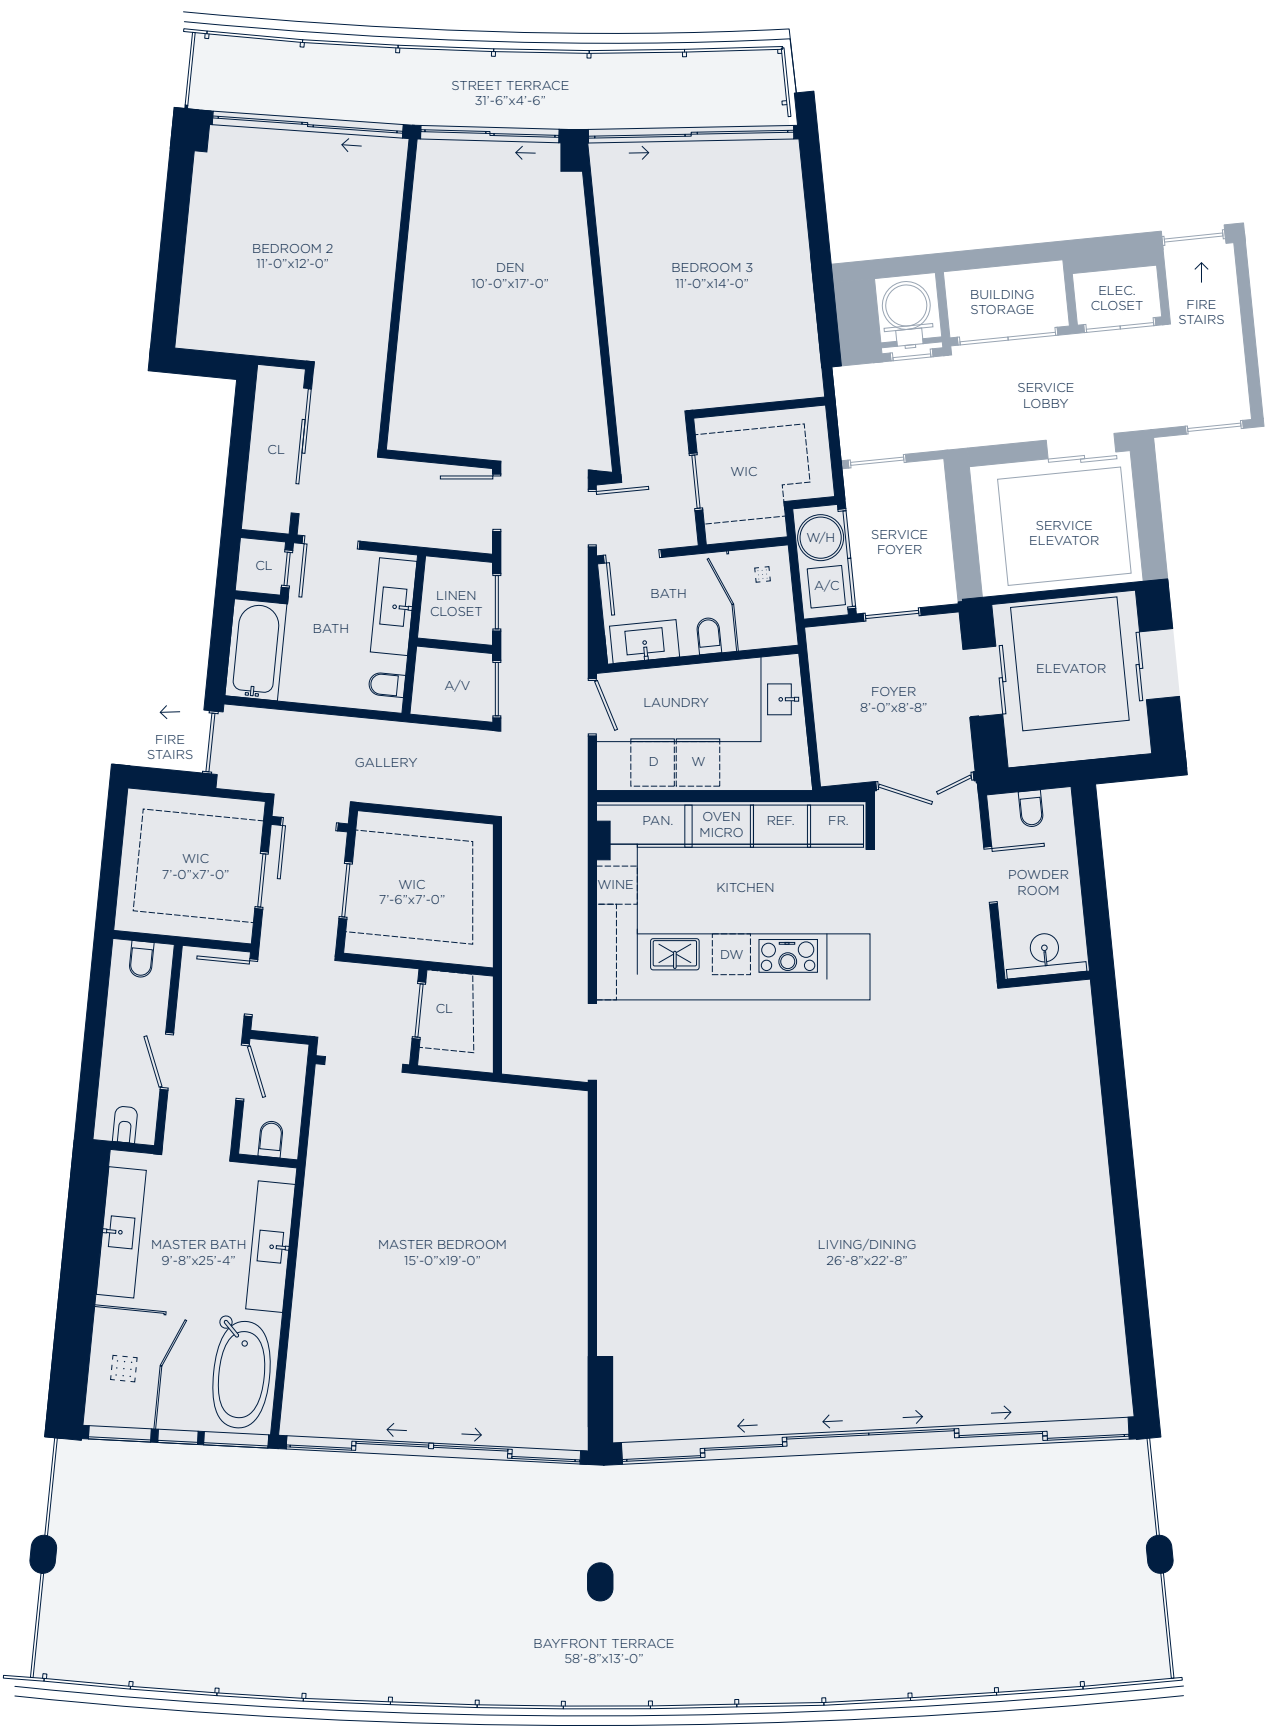 STREET TERRACE
31'-6"x4'-6"
BEDROOM 2
11'-0"x12'-0"
DEN
10'-0"x17'-0"
BEDROOM 3
11'-0"x14'-0"
BUILDING
STORAGE
ELEC.
CLOSET
FIRE
STAIRS
SERVICE
LOBBY
CL
WIC
W/H
SERVICE
FOYER
SERVICE
ELEVATOR
CL
A/C
BATH
LINEN
CLOSET
BATH
A/V
LAUNDRY
FOYER
8'-0"x8'-8"
ELEVATOR
FIRE
STAIRS
GALLERY
D
W
PAN.
OVEN
MICRO
REF.
FR.
WIC
7'-0"x7'-0"
WIC
7'-6"x7'-0"
WINE
KITCHEN
POWDER
ROOM
DW
CL
MASTER BATH
9'-8"x25'-4"
MASTER BEDROOM
15'-0"x19'-0"
LIVING/DINING
26'-8"x22'-8"
BAYFRONT TERRACE
58'-8"x13'-0"